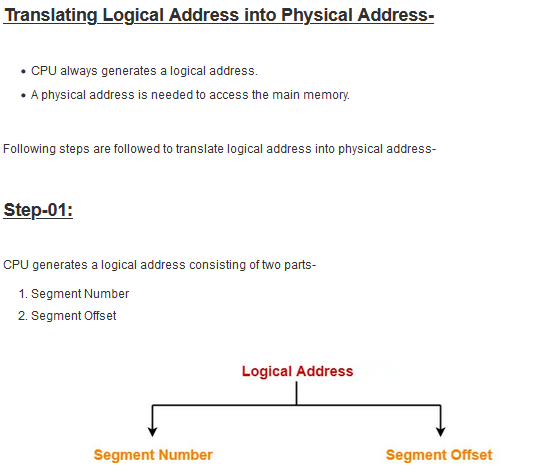 Translating Logical Address into Physical Address-
• CPU always generates a logical address.
• A physical address is needed to access the main memory.
Following steps are followed to translate logical address into physical address-
Step-01:
CPU generates a logical address consisting of two parts-
1. Segment Number
2. Segment Offset
Logical Address
Segment Number Segment Offset